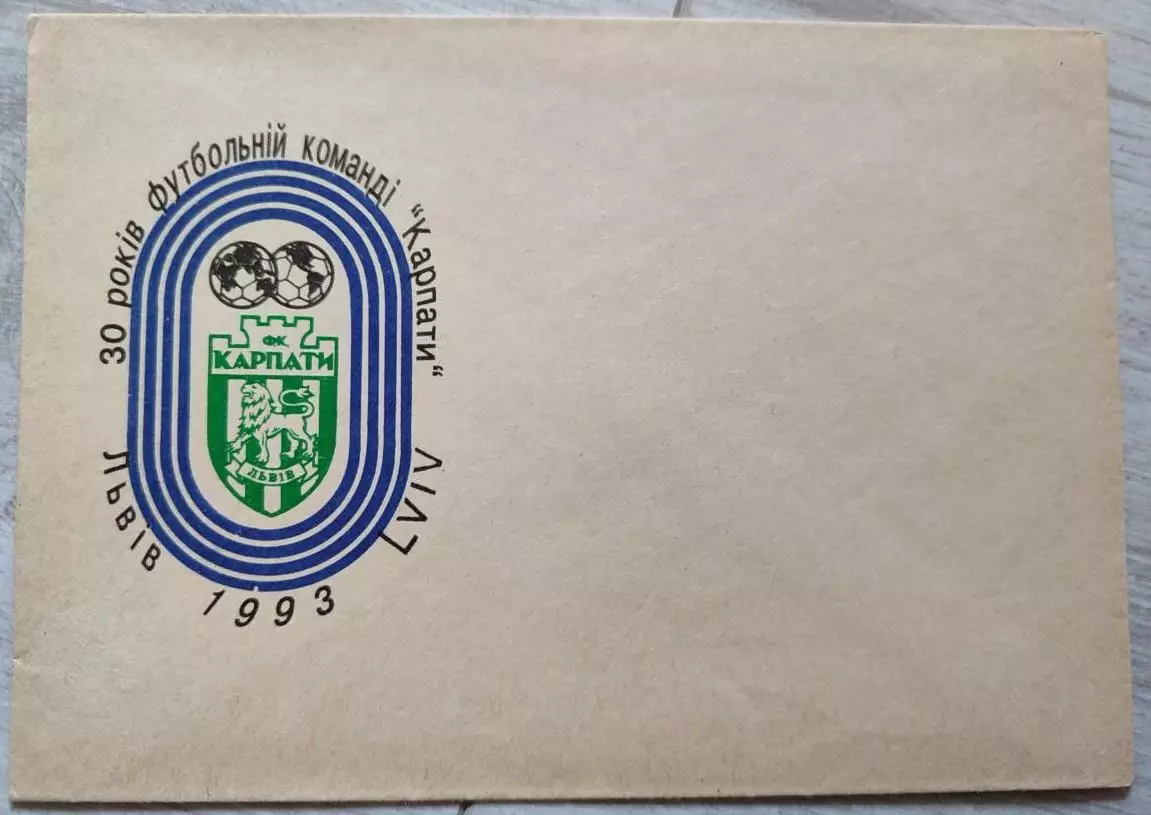 30 років футбольній команді "Карпати"
ФК
КАРПАТИ
ЛЬВІВ
Львів 1993 LVIV